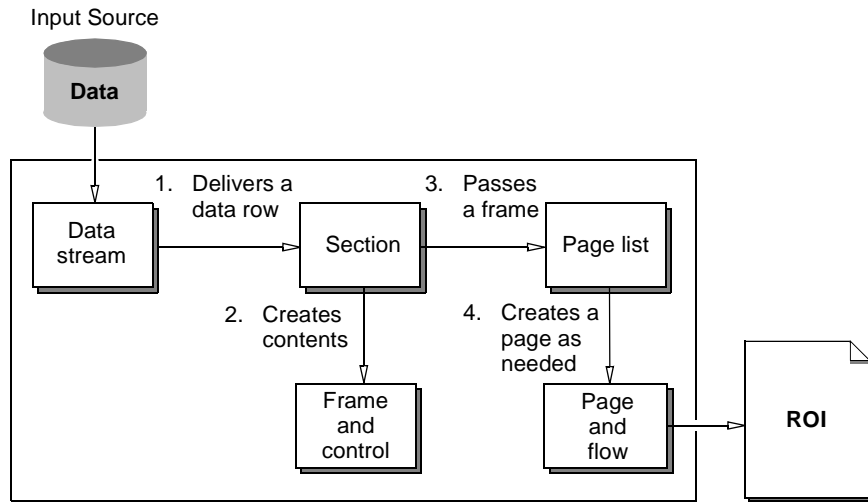 Input Source
Data
1. Delivers a
data row
3. Passes
a frame
Data
stream
Section
Page list
2. Creates
contents
4. Creates a
page as
needed
Frame
and
control
Page
and
flow
ROI